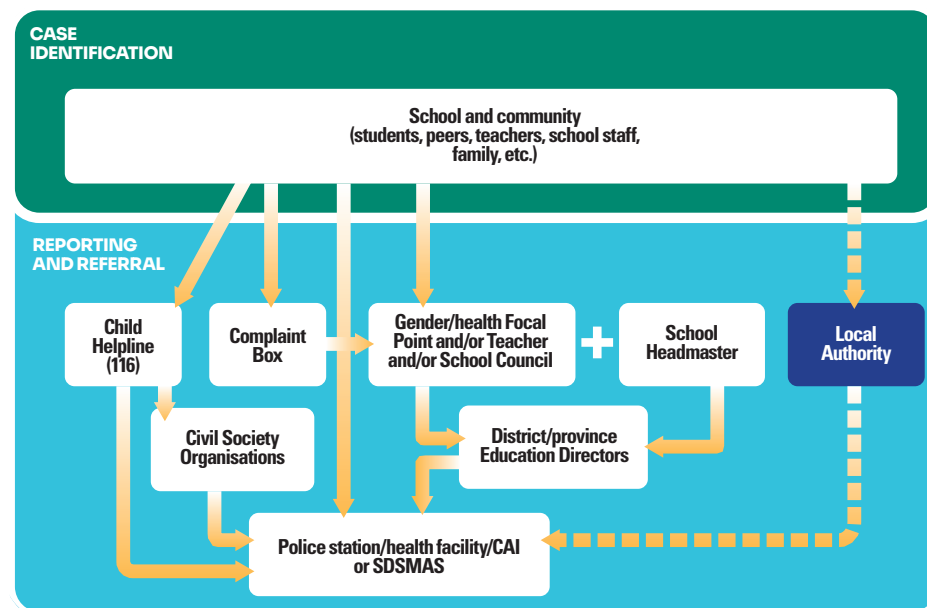 CASE
IDENTIFICATION
School and community
(students, peers, teachers, school staff,
family, etc.)
REPORTING
AND REFERRAL
Child
Helpline
(116)
Complaint
Box
Gender/health Focal
Point and/or Teacher
and/or School Council
+
School
Headmaster
Local
Authority
Civil Society
Organisations
District/province
Education Directors
Police station/health facility/CAI
or SDSMAS